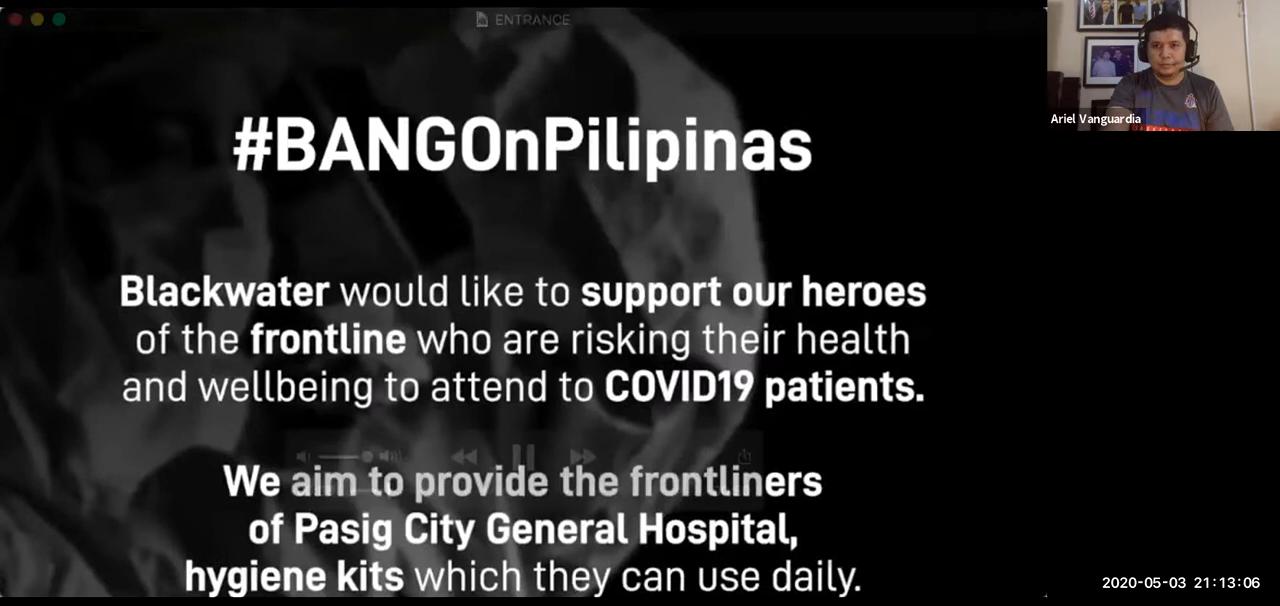 ENTRANCE
#BANGOnPilipinas
Blackwater would like to support our heroes
of the frontline who are risking their health
and wellbeing to attend to COVID19 patients.
We aim to provide the frontliners
of Pasig City General Hospital,
hygiene kits which they can use daily.
Ariel Vanguardia
2020-05-03 21:13:06